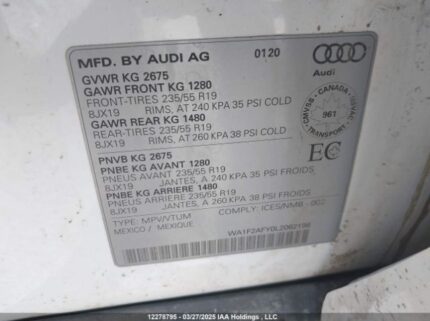 MFD. BY AUDI AG 0120
Audi
GVWR KG 2675
GAWR FRONT KG 1280
FRONT-TIRES 235/55 R19
8JX19 RIMS, AT 240 KPA 35 PSI COLD
GAWR REAR KG 1480
REAR-TIRES 235/55 R19
8JX19 RIMS, AT 260 KPA 38 PSI COLD
CMVSS · CANADA · NSVAC
961
TRANSPORT
EC
PNVB KG 2675
PNBE KG AVANT 1280
PNEUS AVANT 235/55 R19
8JX19 JANTES, A 240 KPA 35 PSI FROIDS
PNBE KG ARRIERE 1480
PNEUS ARRIERE 235/55 R19
8JX19 JANTES, A 260 KPA 38 PSI FROIDS
TYPE: MPV/VTUM COMPLY: ICES/NMB - 002
MEXICO / MEXIQUE WA1F2AFY0L2062196
12278795 - 03/27/2025 IAA Holdings , LLC